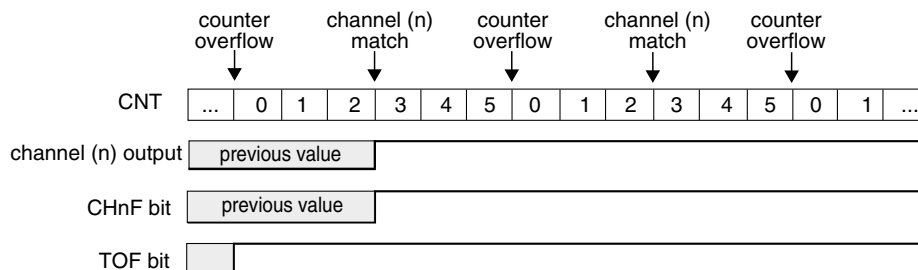 counter overflow
channel (n) match
counter overflow
channel (n) match
counter overflow
CNT ... 0 1 2 3 4 5 0 1 2 3 4 5 0 1 ...
channel (n) output previous value
CHnF bit previous value
TOF bit